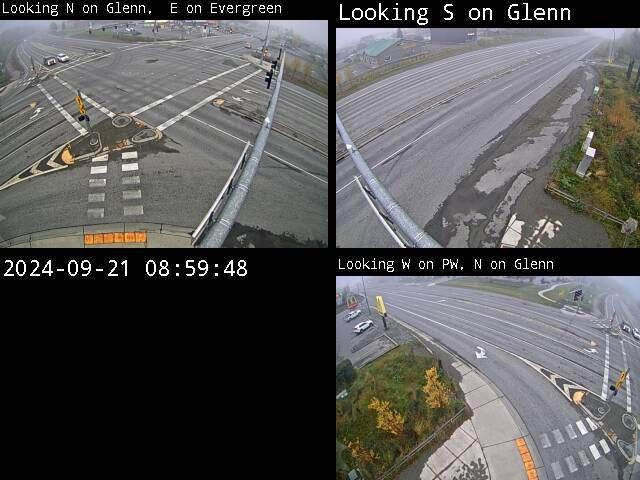 Looking N on Glenn,  E on Evergreen
Looking S on Glenn
2024-09-21 08:59:48
Looking W on PW, N on Glenn